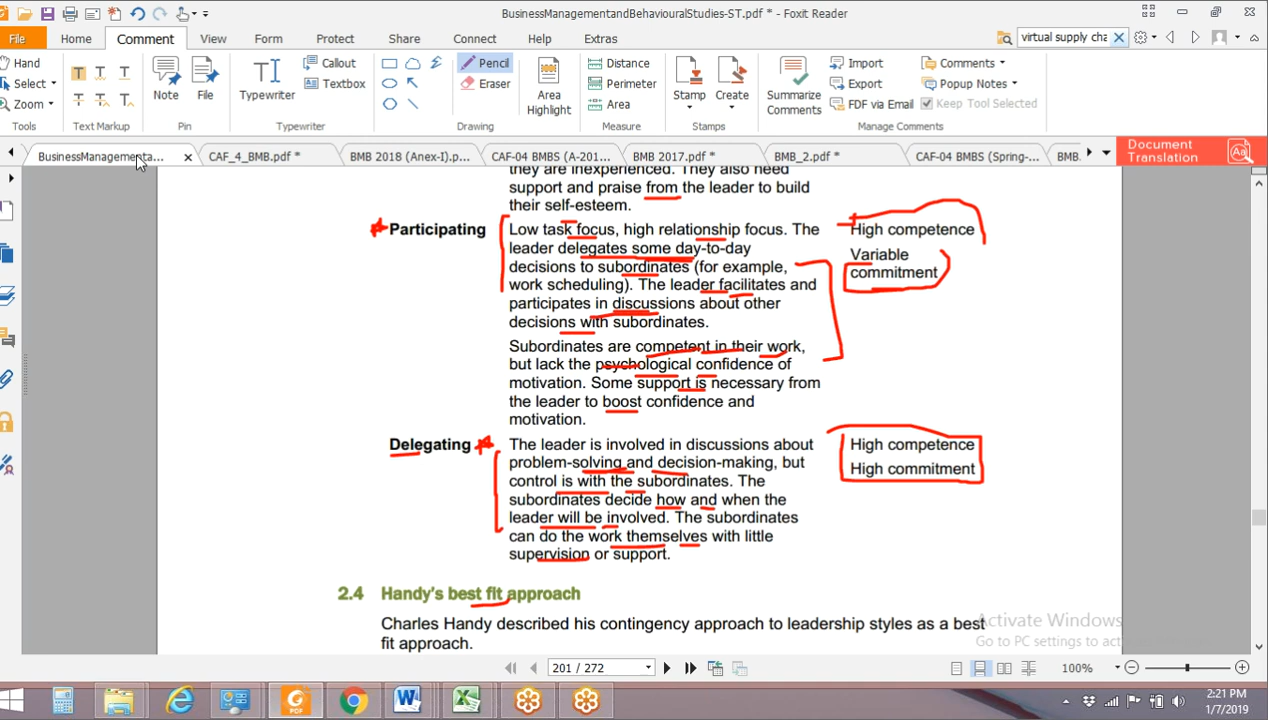 BusinessManagementandBehaviouralStudies-ST.pdf * - Foxit Reader
File Home Comment View Form Protect Share Connect Help Extras
virtual supply cha
Hand
Select
Zoom
Tools
Text Markup
Note
File
Pin
Typewriter
Callout
Textbox
Typewriter
Pencil
Eraser
Area Highlight
Drawing
Distance
Perimeter
Area
Measure
Stamp
Create
Stamps
Summarize Comments
Import
Export
FDF via Email
Comments
Popup Notes
Keep Tool Selected
Comments
BusinessManagementa... CAF_4_BMB.pdf * BMB 2018 (Anex-I).p... CAF-04 BMBS (A-201... BMB 2017.pdf * BMB_2.pdf * CAF-04 BMBS (Spring-... BMB.
Document Translation
they are inexperienced. They also need
support and praise from the leader to build
their self-esteem.
Participating Low task focus, high relationship focus. The High competence
leader delegates some day-to-day Variable
decisions to subordinates (for example, commitment
work scheduling). The leader facilitates and
participates in discussions about other
decisions with subordinates.
Subordinates are competent in their work,
but lack the psychological confidence of
motivation. Some support is necessary from
the leader to boost confidence and
motivation.
Delegating The leader is involved in discussions about High competence
problem-solving and decision-making, but High commitment
control is with the subordinates. The
subordinates decide how and when the
leader will be involved. The subordinates
can do the work themselves with little
supervision or support.
2.4 Handy's best fit approach
Charles Handy described his contingency approach to leadership styles as a best
fit approach.
Activate Windows
Go to PC settings to act
201 / 272
100%
2:21 PM
1/7/2019